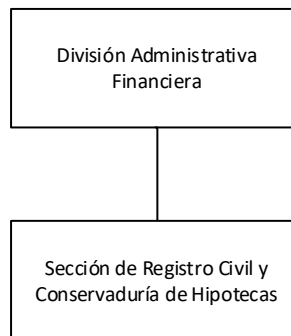 División Administrativa
Financiera
Sección de Registro Civil y
Conservaduría de Hipotecas